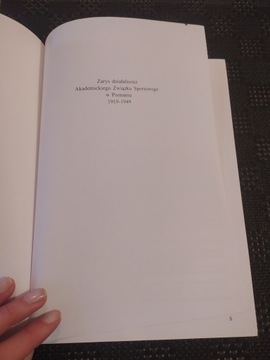 Zarys działalności
Akademickiego Związku Sportowego
w Poznaniu
1919-1949
5